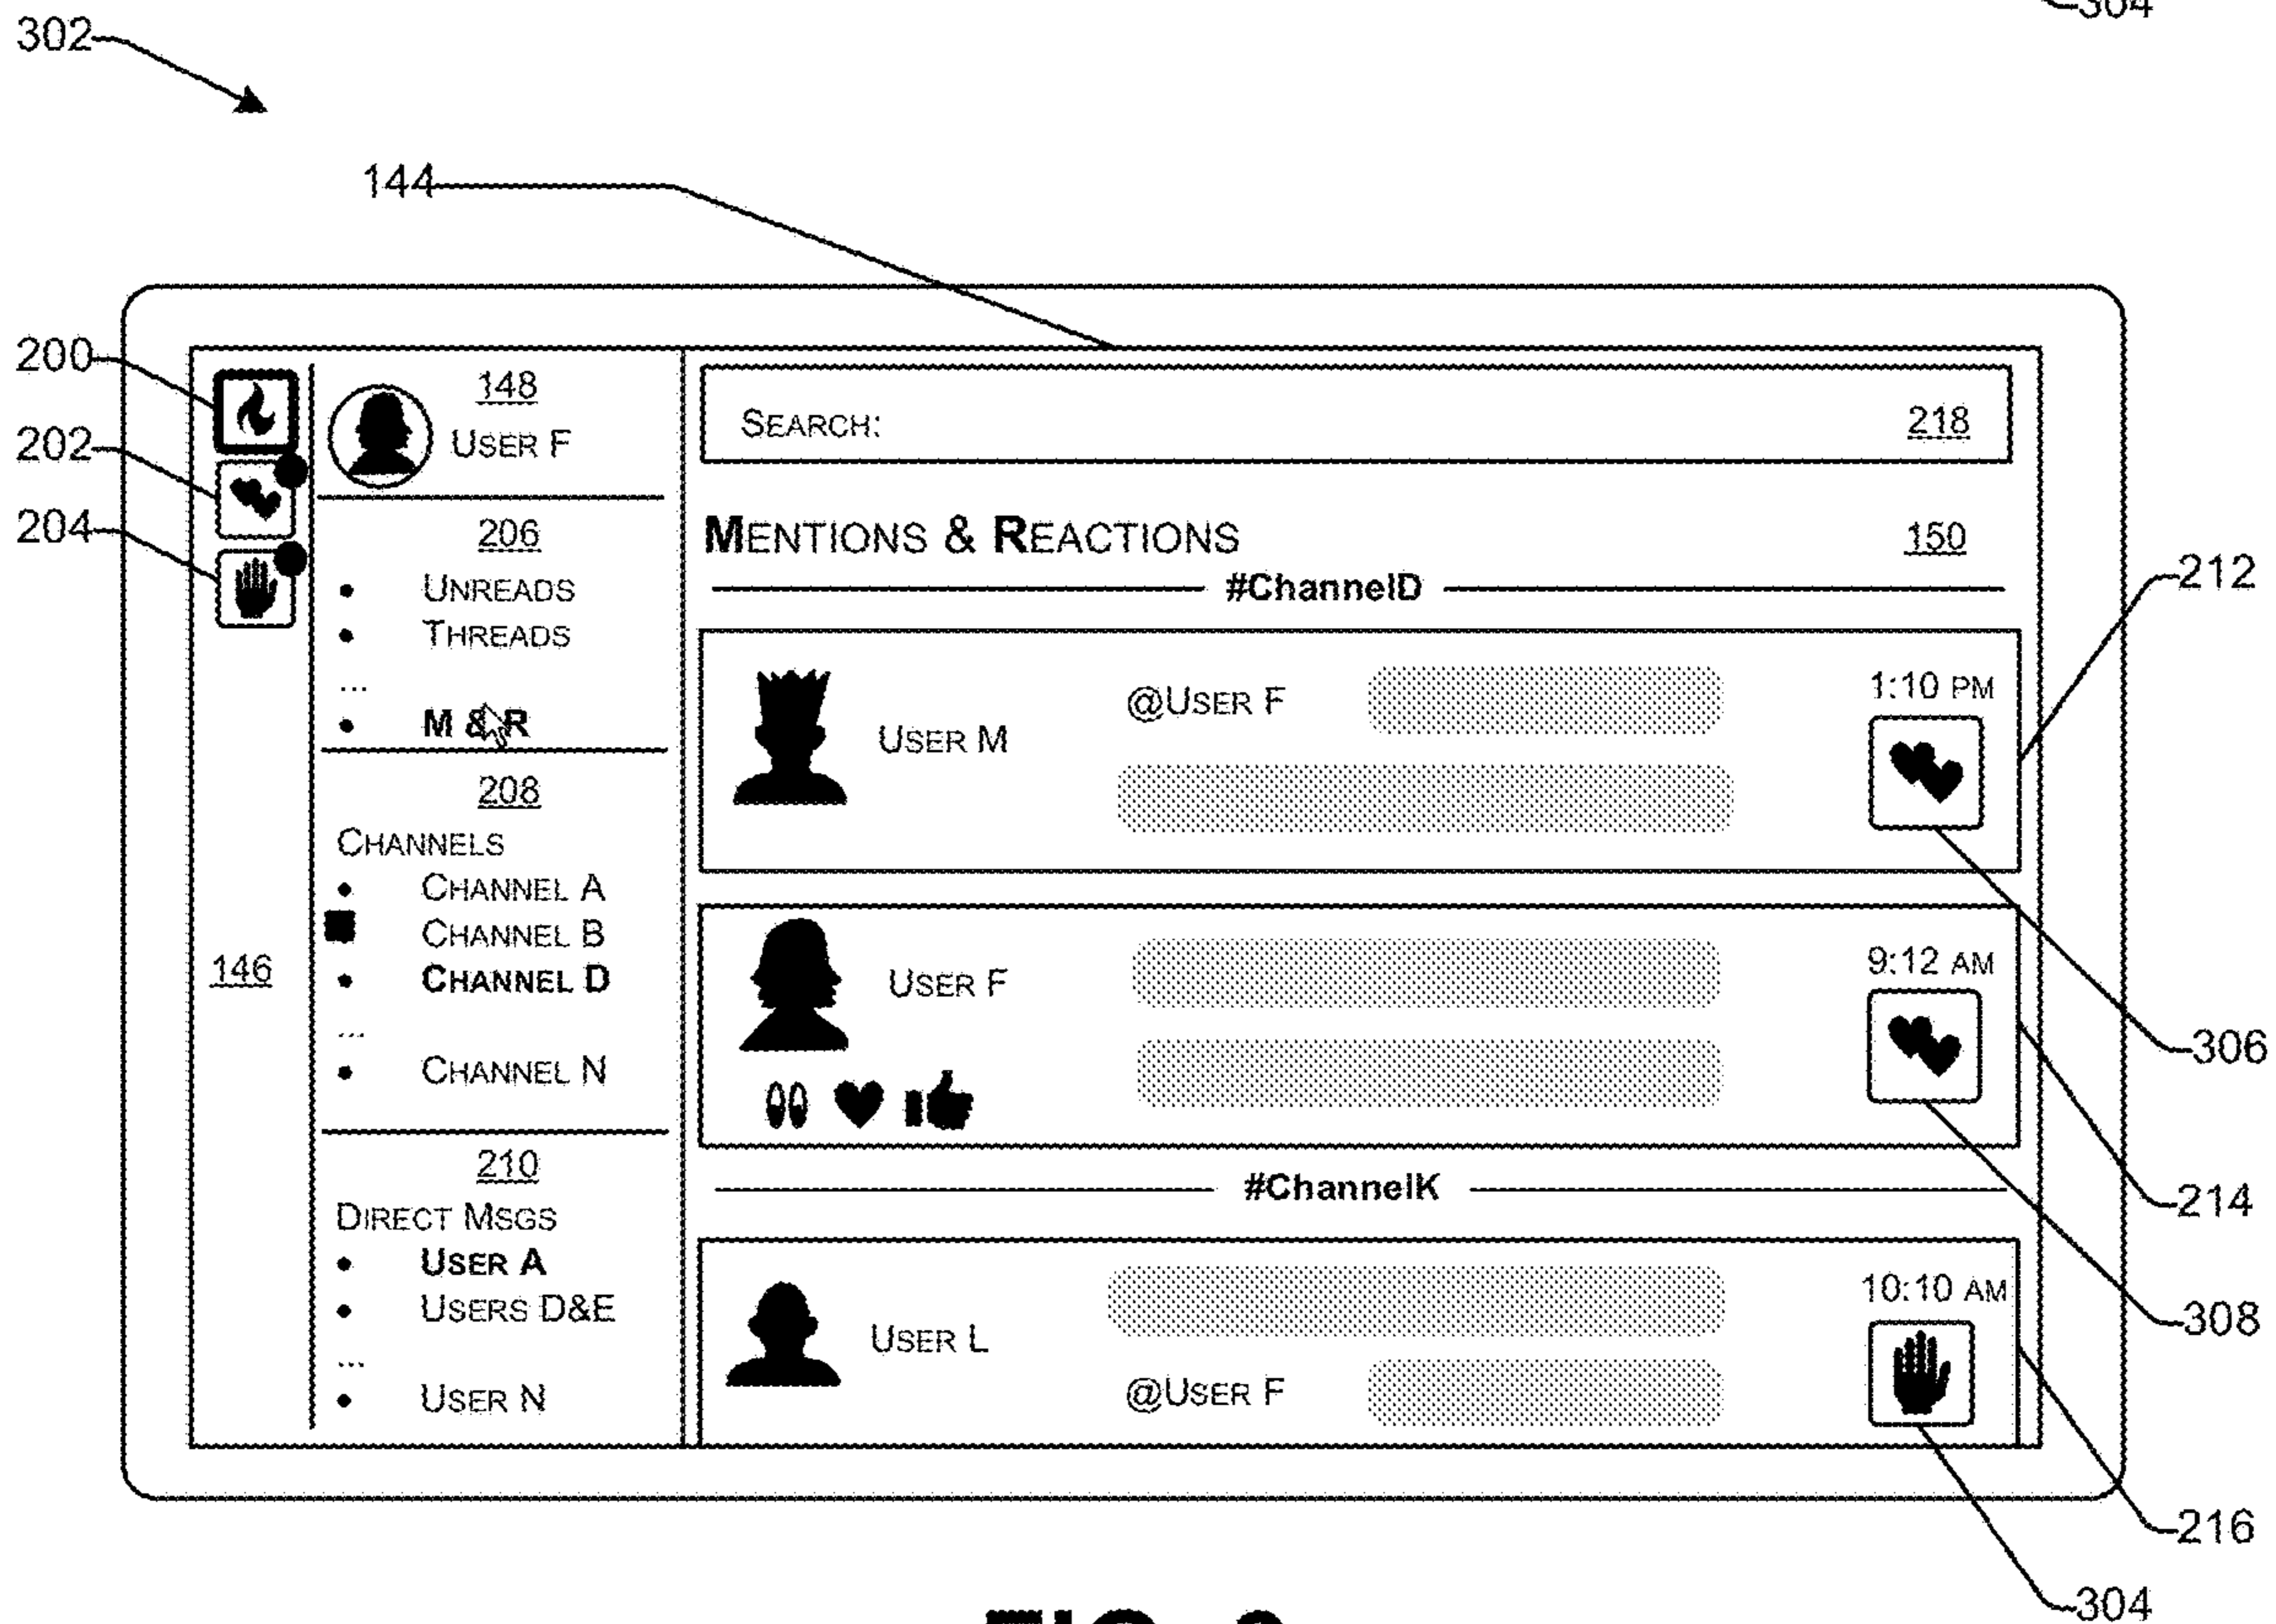 304
302
144
200
202
204
148
USER F
206
• UNREADS
• THREADS
...
• M & R
208
CHANNELS
• CHANNEL A
CHANNEL B
• CHANNEL D
...
• CHANNEL N
146
210
DIRECT MSGS
• USER A
• USERS D&E
...
• USER N
SEARCH:
218
MENTIONS & REACTIONS
150
#ChannelD
212
USER M
@USER F
1:10 PM
306
USER F
9:12 AM
214
#ChannelK
308
USER L
@USER F
10:10 AM
216
304